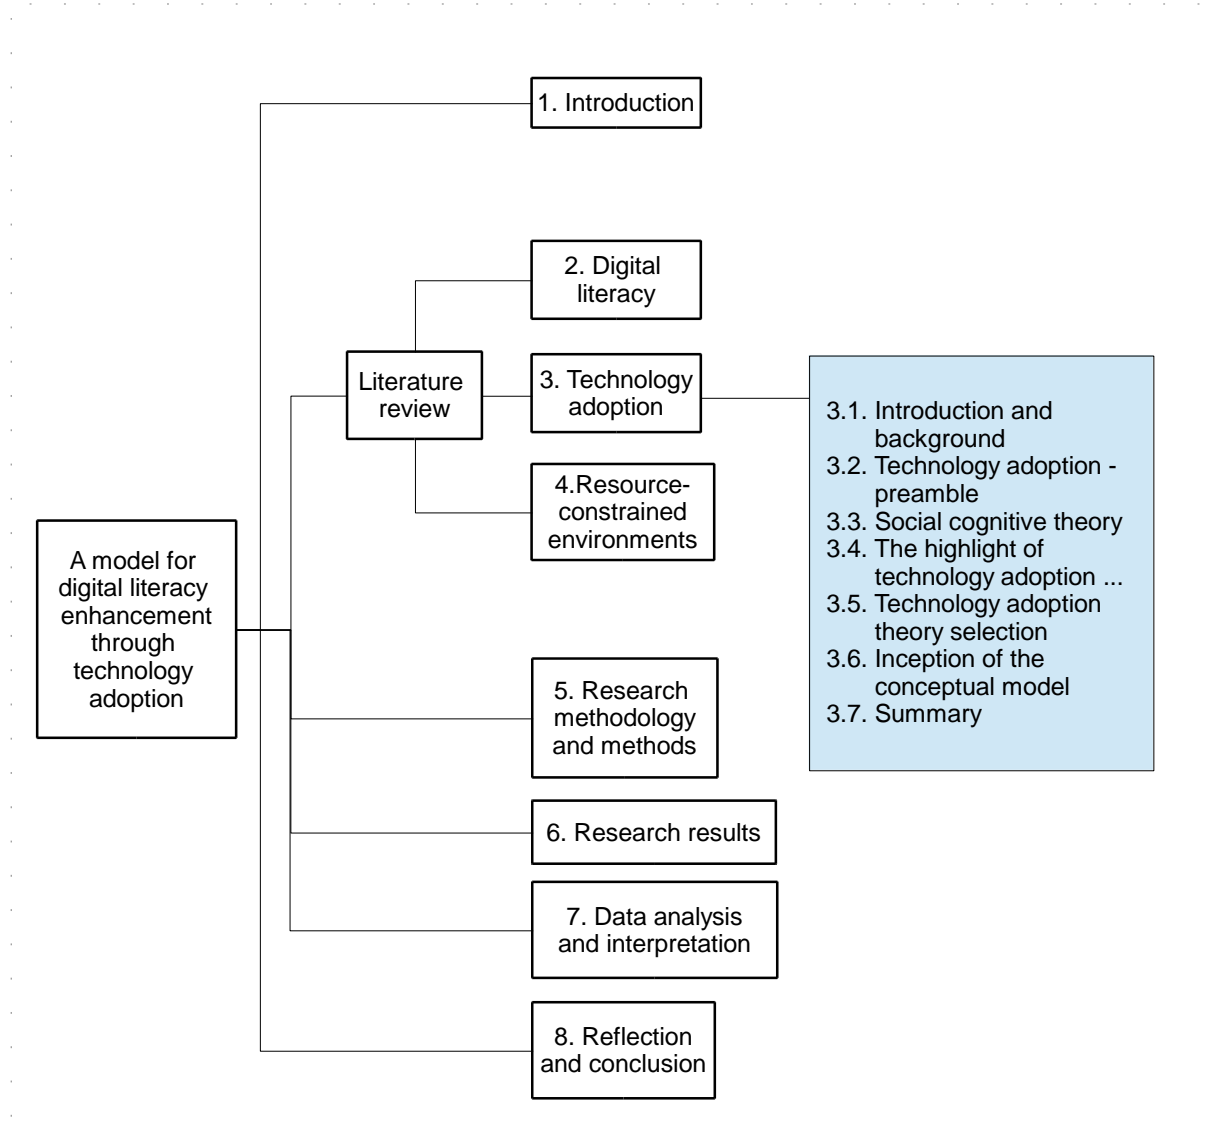 1. Introduction
2. Digital
literacy
Literature
review
3. Technology
adoption
4.Resource-
constrained
environments
3.1. Introduction and
background
3.2. Technology adoption -
preamble
3.3. Social cognitive theory
3.4. The highlight of
technology adoption ...
3.5. Technology adoption
theory selection
3.6. Inception of the
conceptual model
3.7. Summary
A model for
digital literacy
enhancement
through
technology
adoption
5. Research
methodology
and methods
6. Research results
7. Data analysis
and interpretation
8. Reflection
and conclusion